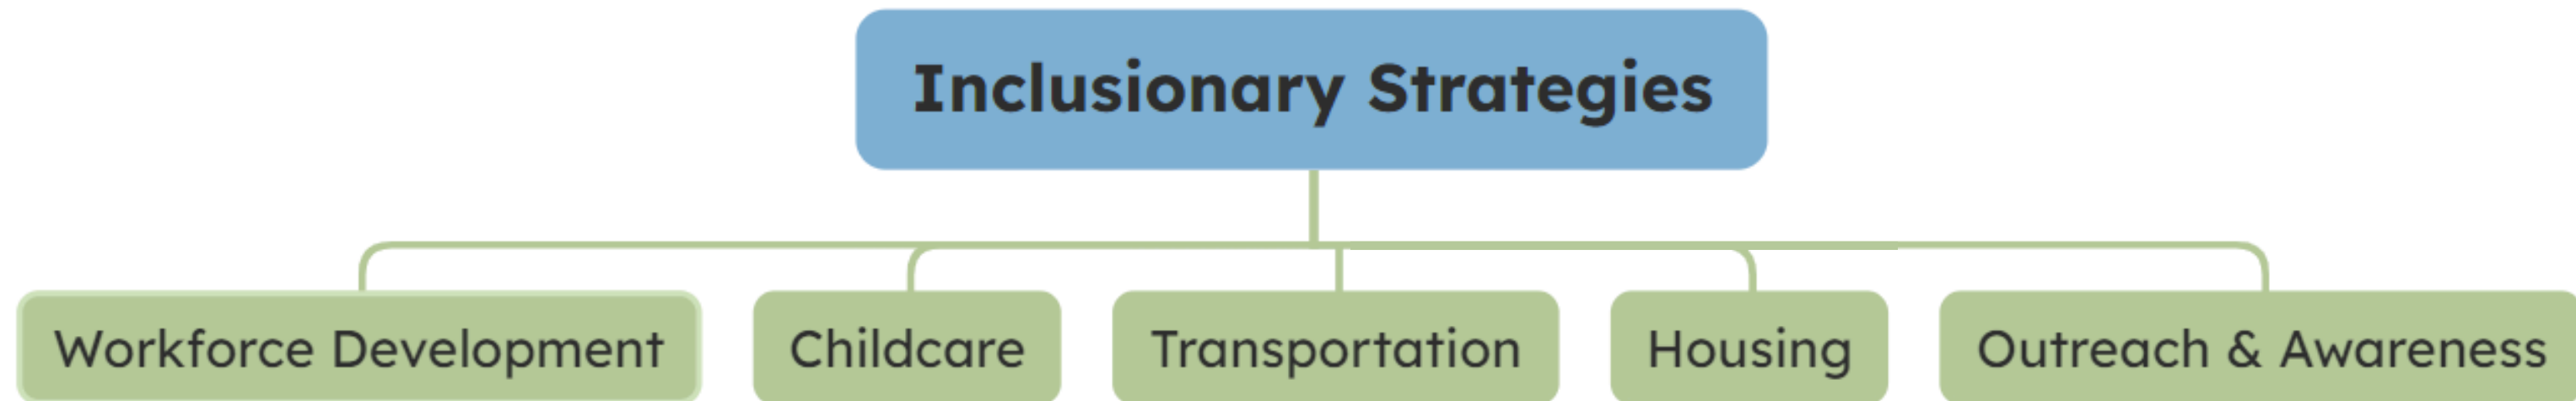 Inclusionary Strategies
Workforce Development
Childcare
Transportation
Housing
Outreach & Awareness